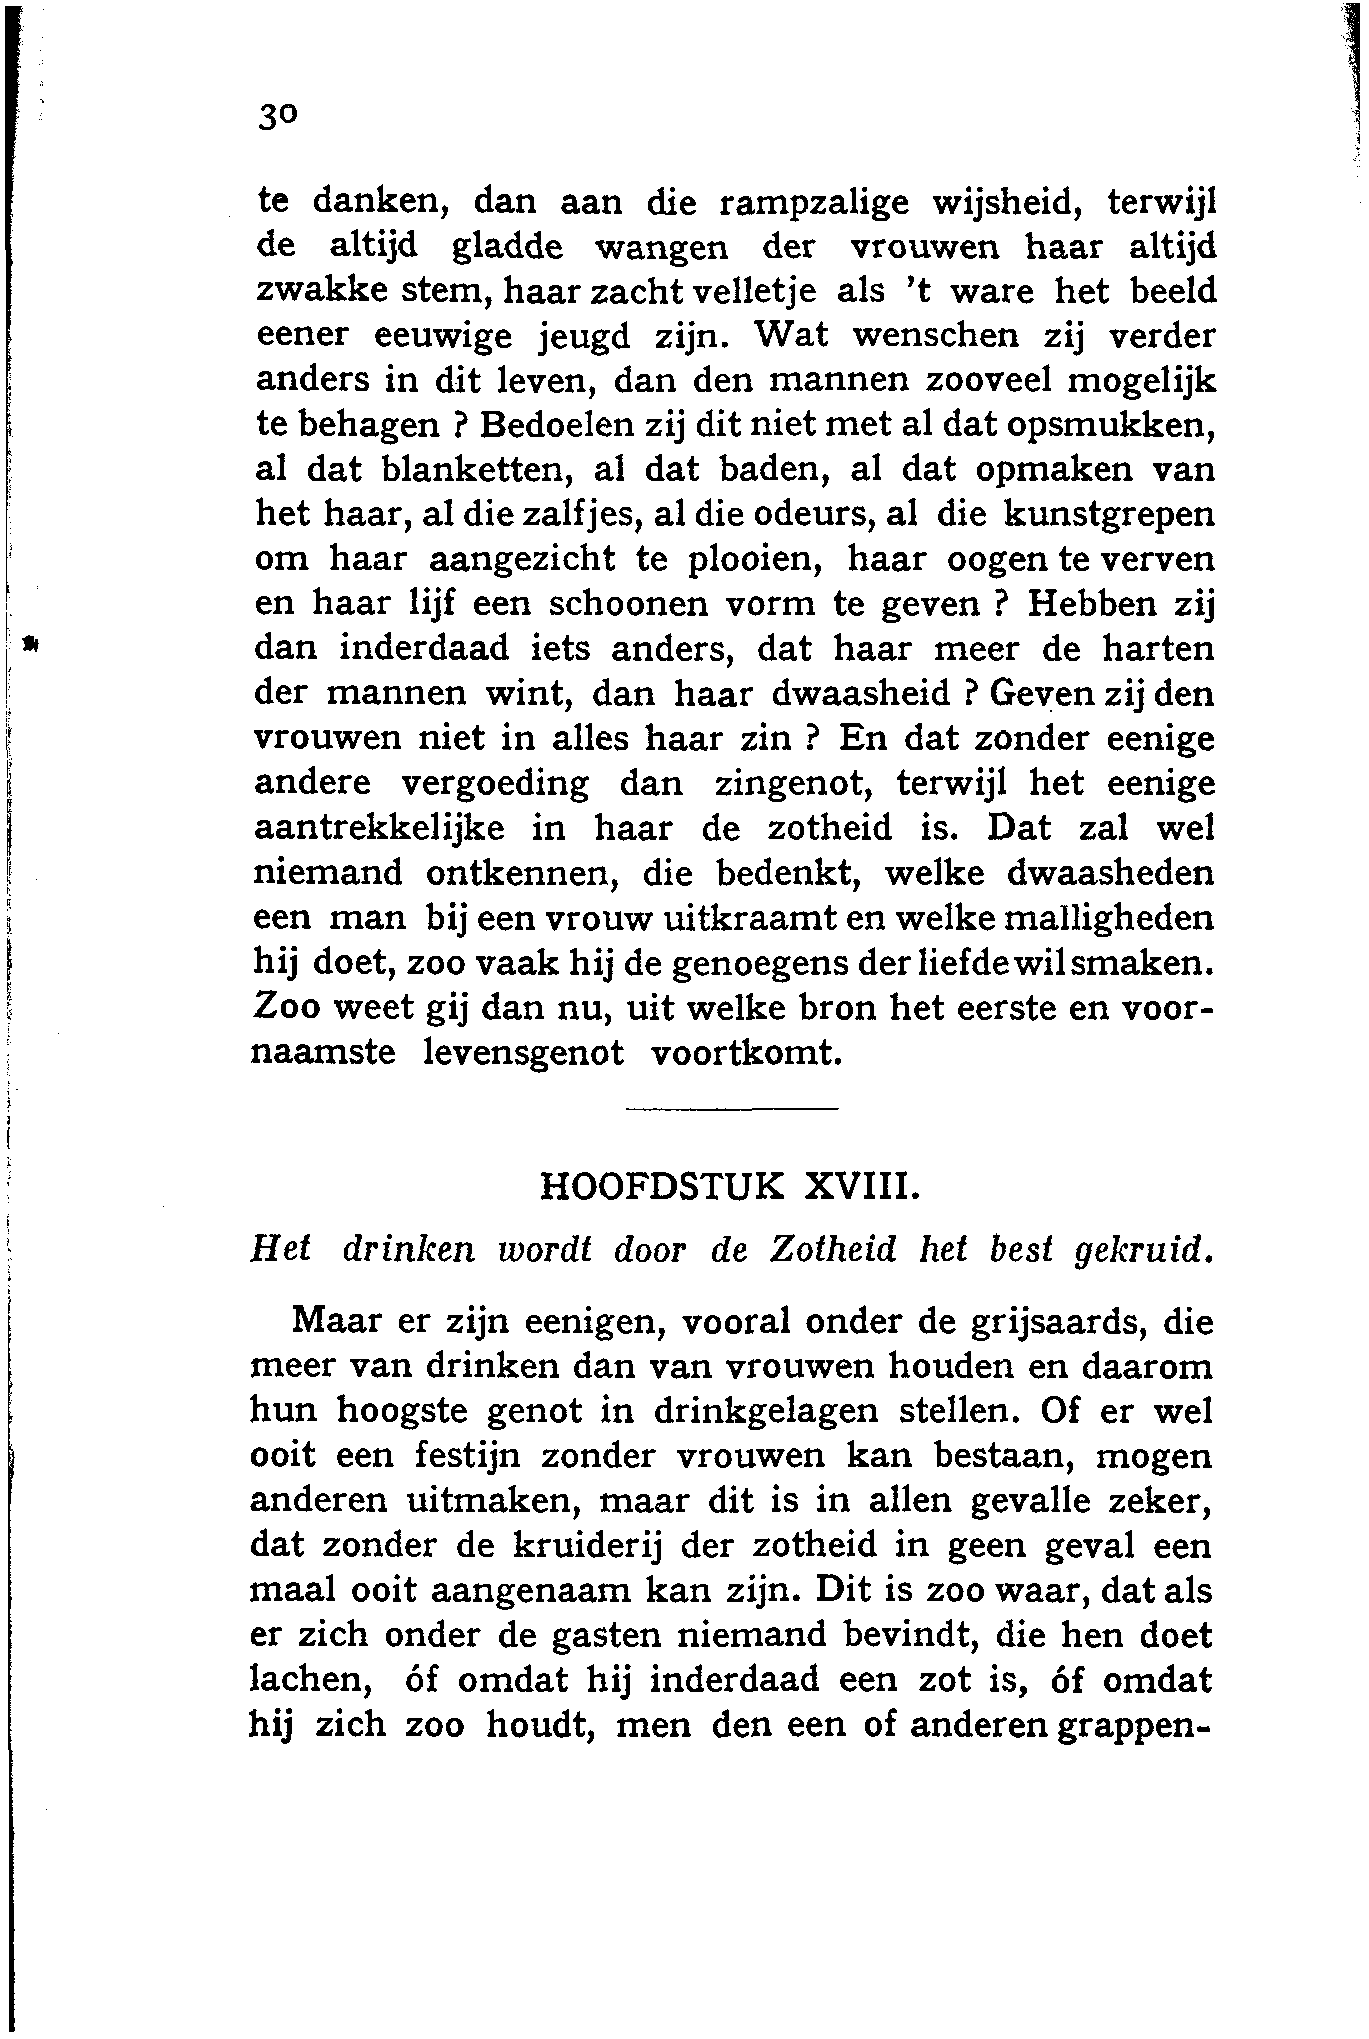 30
te danken, dan aan die rampzalige wijsheid, terwijl
de altijd gladde wangen der vrouwen haar altijd
zwakke stem, haar zacht velletje als 't ware het beeld
eener eeuwige jeugd zijn. Wat wenschen zij verder
anders in dit leven, dan den mannen zooveel mogelijk
te behagen ? Bedoelen zij dit niet met al dat opsmukken,
al dat blanketten, al dat baden, al dat opmaken van
het haar, al die zalfjes, al die odeurs, al die kunstgrepen
om haar aangezicht te plooien, haar oogen te verven
en haar lijf een schoonen vorm te geven ? Hebben zij
dan inderdaad iets anders, dat haar meer de harten
der mannen wint, dan haar dwaasheid ? Geven zij den
vrouwen niet in alles haar zin ? En dat zonder eenige
andere vergoeding dan zingenot, terwijl het eenige
aantrekkelijke in haar de zotheid is. Dat zal wel
niemand ontkennen, die bedenkt, welke dwaasheden
een man bij een vrouw uitkraamt en welke malligheden
hij doet, zoo vaak hij de genoegens der liefde wil smaken.
Zoo weet gij dan nu, uit welke bron het eerste en voor-
naamste levensgenot voortkomt.
HOOFDSTUK XVIII.
Het drinken wordt door de Zotheid het best gekruid.
Maar er zijn eenigen, vooral onder de grijsaards, die
meer van drinken dan van vrouwen houden en daarom
hun hoogste genot in drinkgelagen stellen. Of er wel
ooit een festijn zonder vrouwen kan bestaan, mogen
anderen uitmaken, maar dit is in allen gevalle zeker,
dat zonder de kruiderij der zotheid in geen geval een
maal ooit aangenaam kan zijn. Dit is zoo waar, dat als
er zich onder de gasten niemand bevindt, die hen doet
lachen, óf omdat hij inderdaad een zot is, óf omdat
hij zich zoo houdt, men den een of anderen grappen-